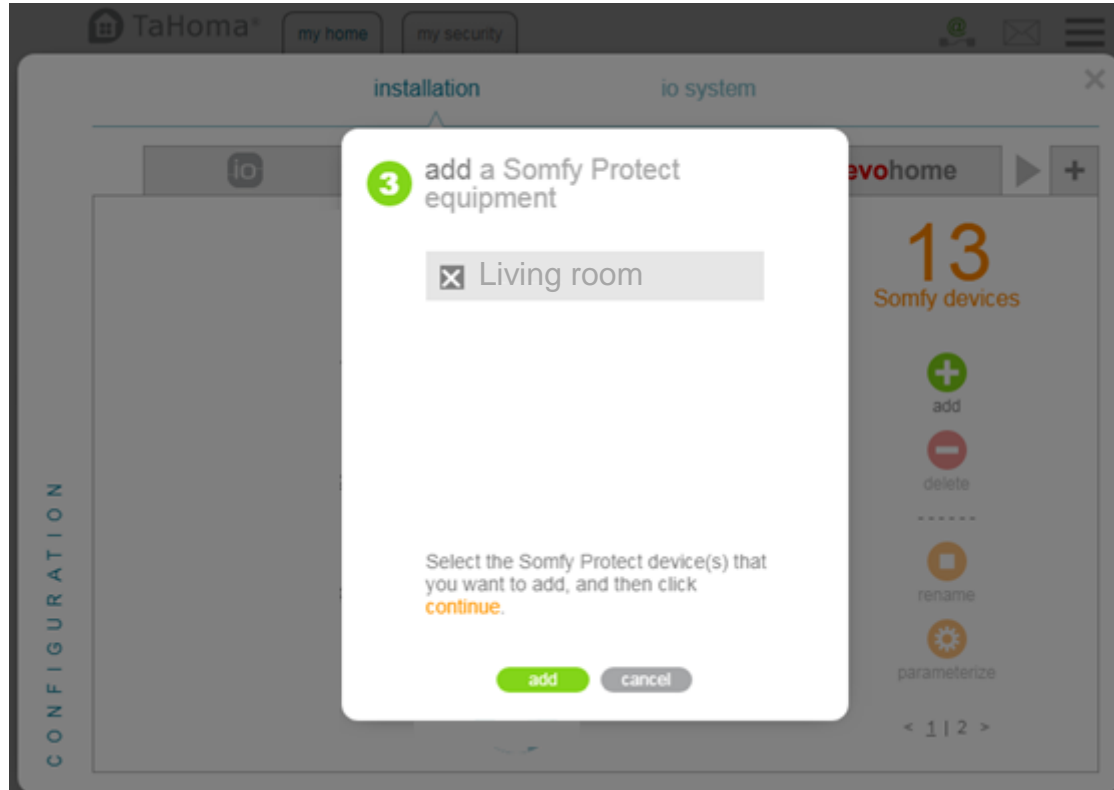 TaHoma®
my home
my security
@
installation
io system
io
evohome
+
3
add a Somfy Protect
equipment
Living room
13
Somfy devices
add
delete
rename
parameterize
< 1 | 2 >
CONFIGURATION
Select the Somfy Protect device(s) that
you want to add, and then click
continue.
add
cancel